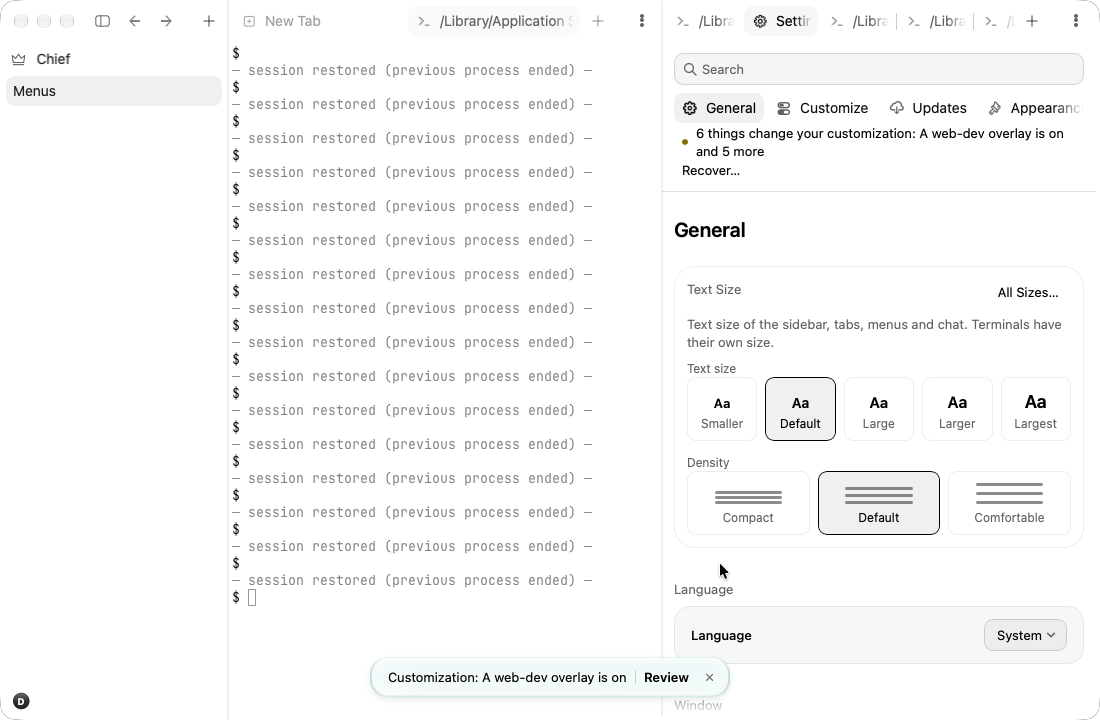 New Tab
/Library/Application S
/Libra
Settin
/Libra
/Libra
Chief
Menus
D
$
— session restored (previous process ended) —
$
— session restored (previous process ended) —
$
— session restored (previous process ended) —
$
— session restored (previous process ended) —
$
— session restored (previous process ended) —
$
— session restored (previous process ended) —
$
— session restored (previous process ended) —
$
— session restored (previous process ended) —
$
— session restored (previous process ended) —
$
— session restored (previous process ended) —
$
— session restored (previous process ended) —
$
— session restored (previous process ended) —
$
— session restored (previous process ended) —
$
— session restored (previous process ended) —
$
— session restored (previous process ended) —
$
— session restored (previous process ended) —
$
Search
General
Customize
Updates
Appearanc
6 things change your customization: A web-dev overlay is on
and 5 more
Recover...
General
Text Size
All Sizes...
Text size of the sidebar, tabs, menus and chat. Terminals have
their own size.
Text size
Aa Aa Aa Aa Aa
Smaller Default Large Larger Largest
Density
Compact Default Comfortable
Language
Language
System
Customization: A web-dev overlay is on
Review
Window